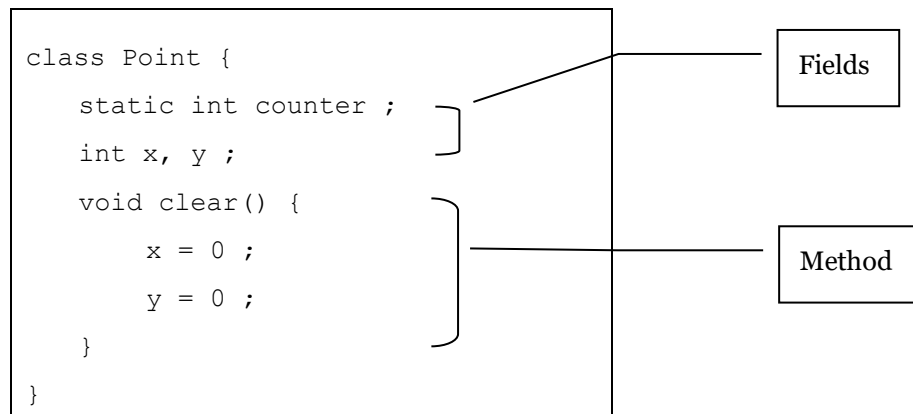 class Point {
static int counter ;
int x, y ;
void clear() {
x = 0 ;
y = 0 ;
}
}
Fields
Method